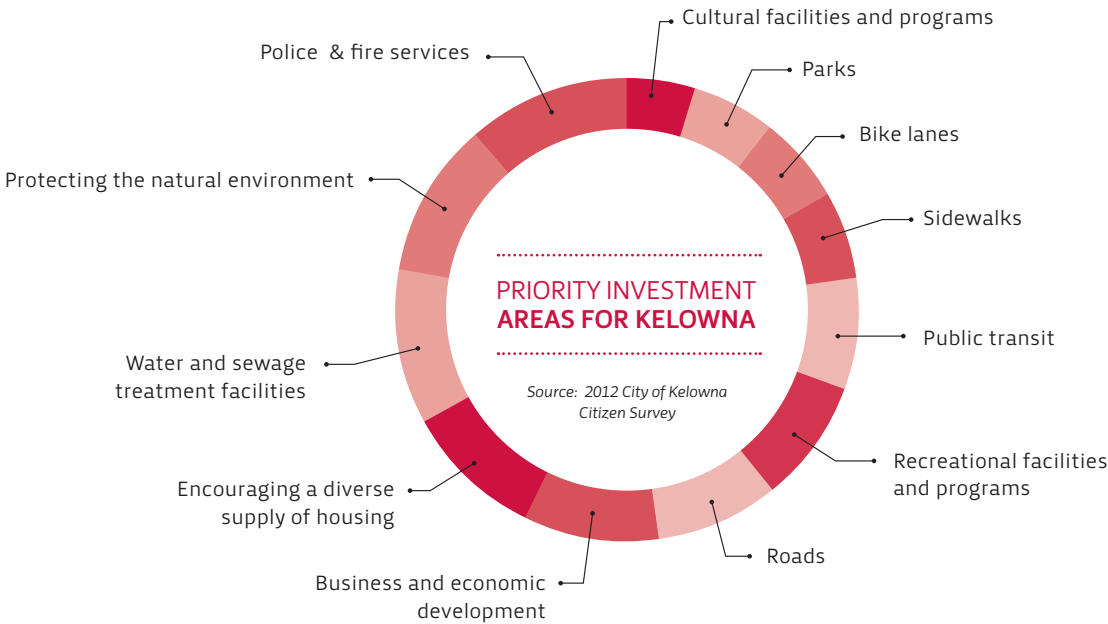 Cultural facilities and programs
Police & fire services
Parks
Bike lanes
Protecting the natural environment
Sidewalks
PRIORITY INVESTMENT
AREAS FOR KELOWNA
Public transit
Water and sewage
treatment facilities
Source: 2012 City of Kelowna
Citizen Survey
Recreational facilities
and programs
Encouraging a diverse
supply of housing
Roads
Business and economic
development